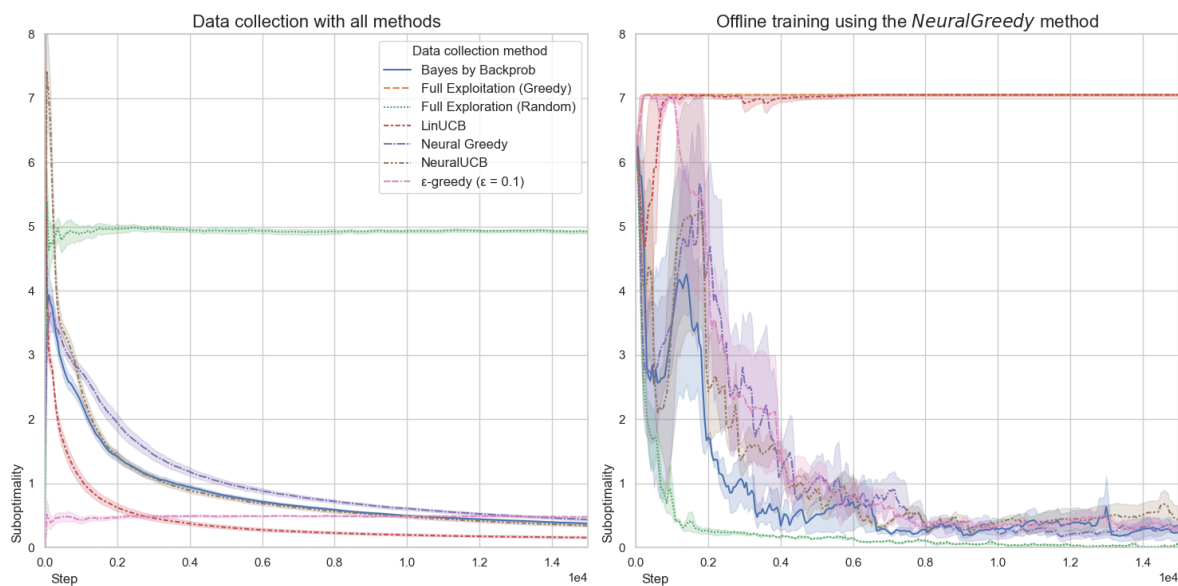 Data collection with all methods
8
7
6
5
4
3
2
1
0
Suboptimality
0.0
0.2
0.4
0.6
0.8
1.0
1.2
1.4
1e4
Step
Data collection method
Bayes by Backprob
Full Exploitation (Greedy)
Full Exploration (Random)
LinUCB
Neural Greedy
NeuralUCB
ε-greedy (ε = 0.1)
Offline training using the NeuralGreedy method
8
7
6
5
4
3
2
1
0
Suboptimality
0.0
0.2
0.4
0.6
0.8
1.0
1.2
1.4
1e4
Step